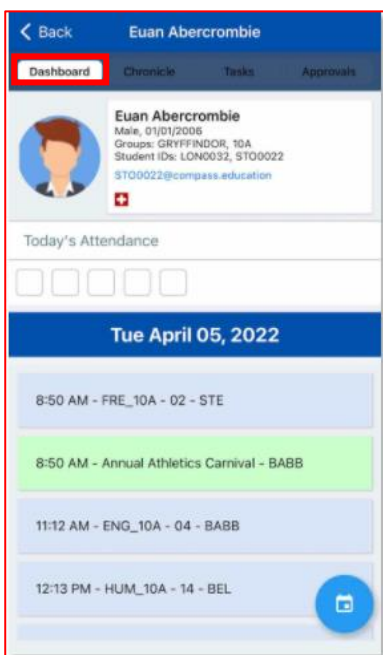 Back Euan Abercrombie
Dashboard Chronicle Tasks Approvals
Euan Abercrombie
Male, 01/01/2006
Groups: GRYFFINDOR, 10A
Student IDs: LON0032, STO0022
STO0022@compass.education
Today's Attendance
Tue April 05, 2022
8:50 AM - FRE_10A - 02 - STE
8:50 AM - Annual Athletics Carnival - BABB
11:12 AM - ENG_10A - 04 - BABB
12:13 PM - HUM_10A - 14 - BEL